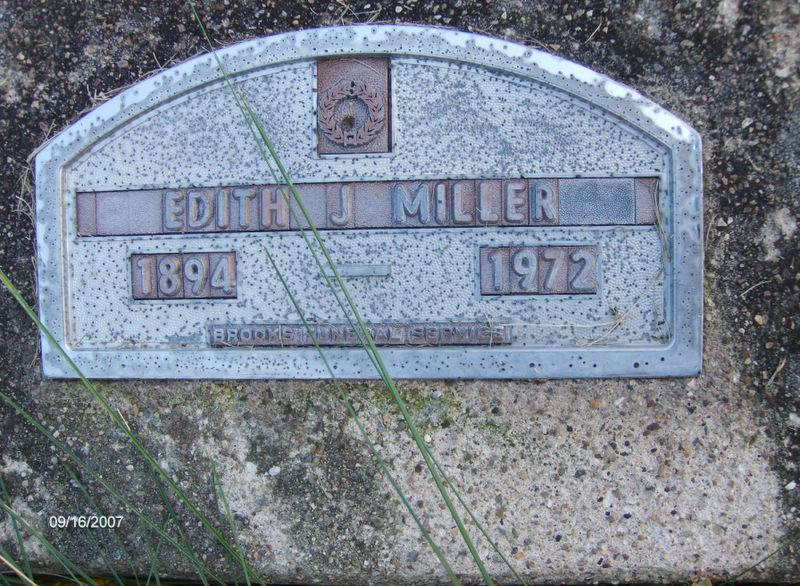 EDITH J MILLER
1894 — 1972
BROOKS FUNERAL SERVICE
09/16/2007